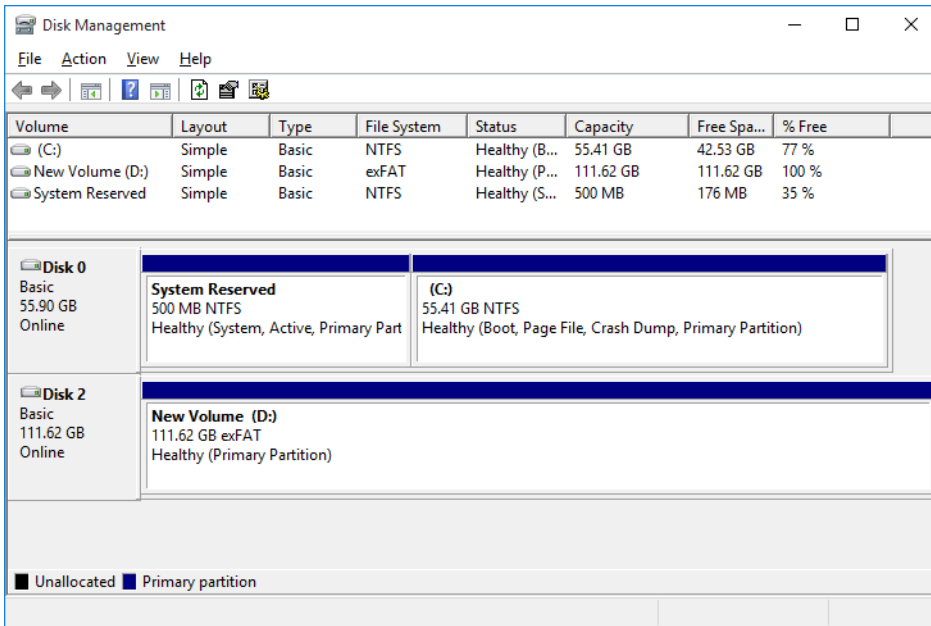 Disk Management
File Action View Help
Volume Layout Type File System Status Capacity Free Spa... % Free
(C:) Simple Basic NTFS Healthy (B... 55.41 GB 42.53 GB 77 %
New Volume (D:) Simple Basic exFAT Healthy (P... 111.62 GB 111.62 GB 100 %
System Reserved Simple Basic NTFS Healthy (S... 500 MB 176 MB 35 %
Disk 0
Basic
55.90 GB
Online
System Reserved
500 MB NTFS
Healthy (System, Active, Primary Part
(C:)
55.41 GB NTFS
Healthy (Boot, Page File, Crash Dump, Primary Partition)
Disk 2
Basic
111.62 GB
Online
New Volume (D:)
111.62 GB exFAT
Healthy (Primary Partition)
Unallocated Primary partition